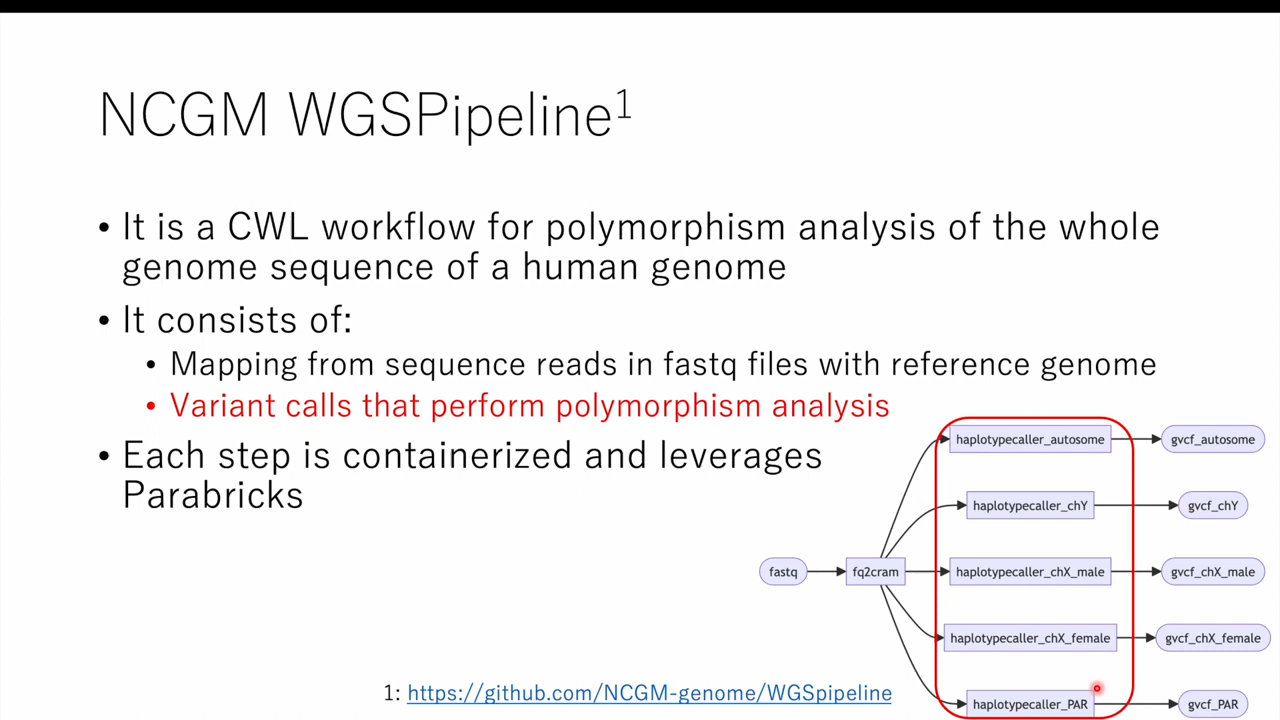 NCGM WGSPipeline1
• It is a CWL workflow for polymorphism analysis of the whole
genome sequence of a human genome
• It consists of:
• Mapping from sequence reads in fastq files with reference genome
• Variant calls that perform polymorphism analysis
• Each step is containerized and leverages
Parabricks
haplotypecaller_autosome gvcf_autosome
haplotypecaller_chY gvcf_chY
fastq fq2cram haplotypecaller_chX_male gvcf_chX_male
haplotypecaller_chX_female gvcf_chX_female
haplotypecaller_PAR gvcf_PAR
1: https://github.com/NCGM-genome/WGSpipeline